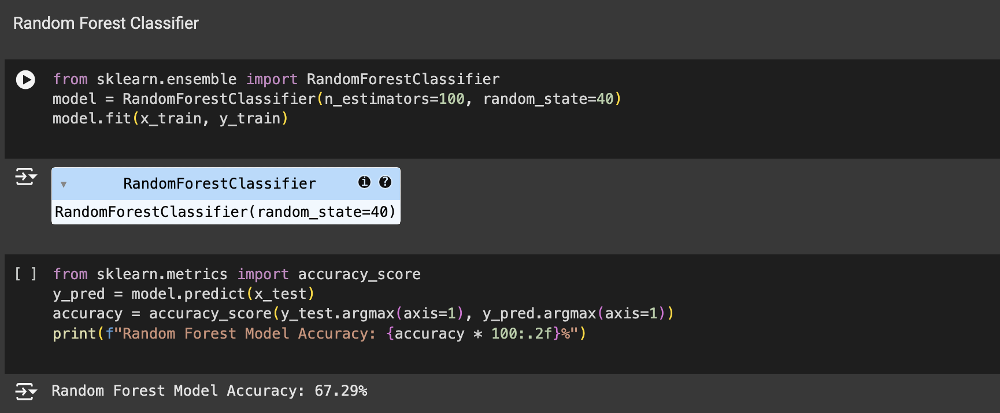 Random Forest Classifier
from sklearn.ensemble import RandomForestClassifier
model = RandomForestClassifier(n_estimators=100, random_state=40)
model.fit(x_train, y_train)
RandomForestClassifier i ?
RandomForestClassifier(random_state=40)
[ ] from sklearn.metrics import accuracy_score
y_pred = model.predict(x_test)
accuracy = accuracy_score(y_test.argmax(axis=1), y_pred.argmax(axis=1))
print(f"Random Forest Model Accuracy: {accuracy * 100:.2f}%")
Random Forest Model Accuracy: 67.29%